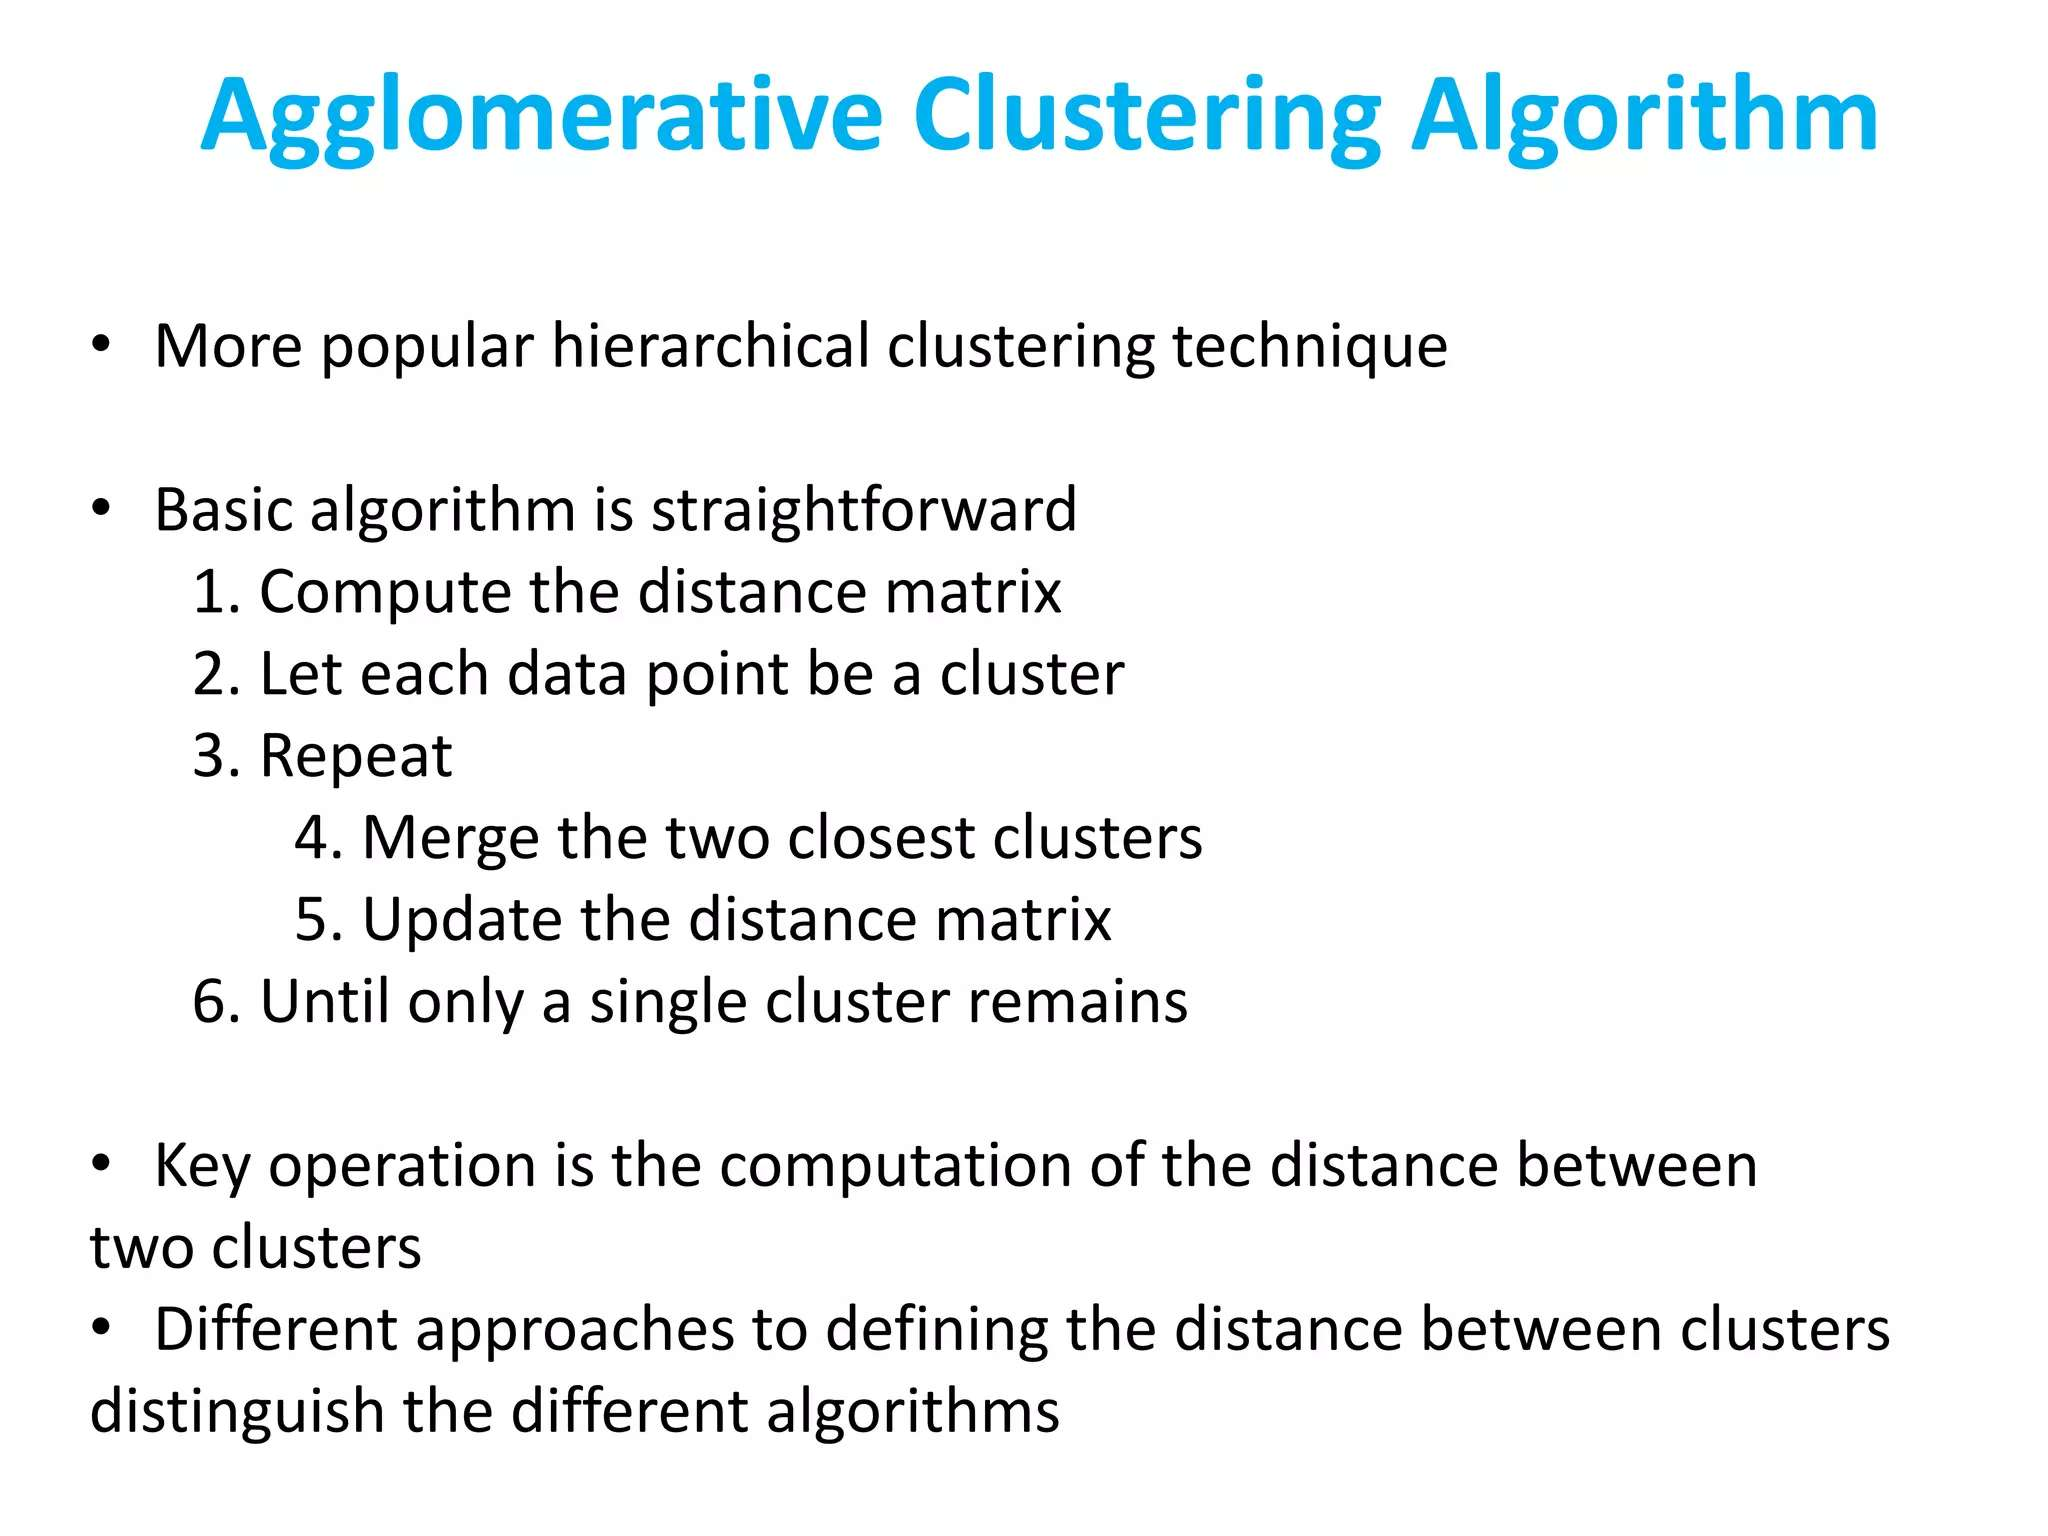 Agglomerative Clustering Algorithm
• More popular hierarchical clustering technique
• Basic algorithm is straightforward
1. Compute the distance matrix
2. Let each data point be a cluster
3. Repeat
4. Merge the two closest clusters
5. Update the distance matrix
6. Until only a single cluster remains
• Key operation is the computation of the distance between
two clusters
• Different approaches to defining the distance between clusters
distinguish the different algorithms